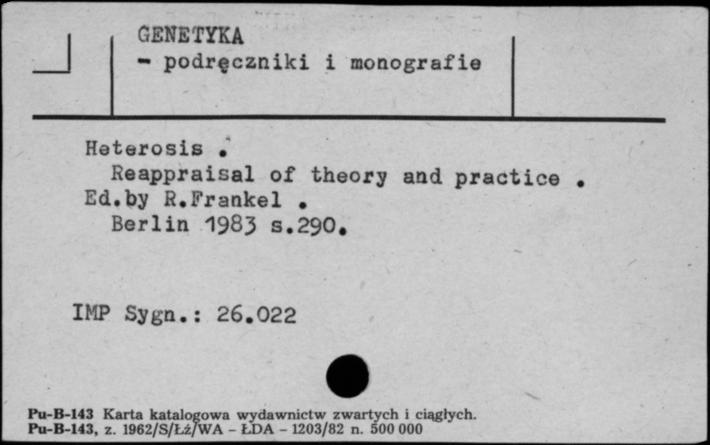 GENETYKA
- podręczniki i monografie
Heterosis .
Reappraisal of theory and practice .
Ed.by R.Frankel .
Berlin 1983 s.290.
IMP Sygn.: 26.022
Pu-B-143 Karta katalogowa wydawnictw zwartych i ciągłych.
Pu-B-143, z. 1962/S/Łź/WA - ŁDA - 1203/82 n. 500 000